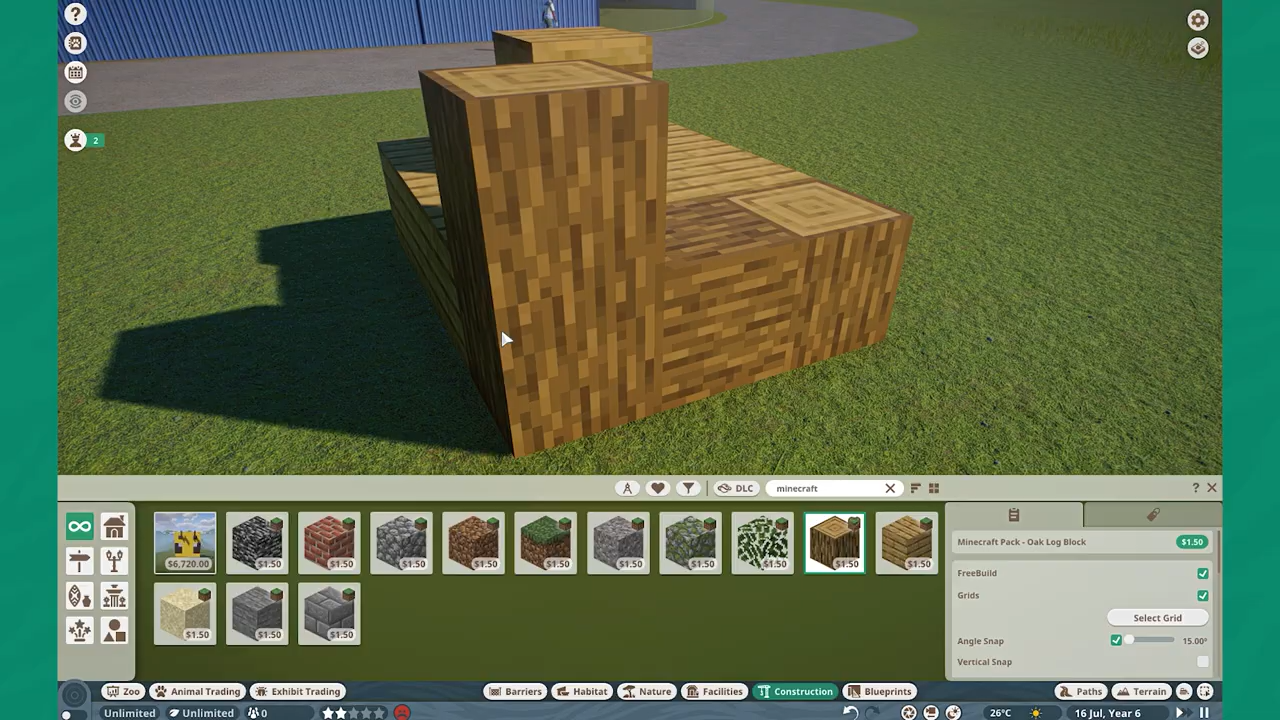 ?
2
DLC
minecraft
?
$6,720.00
$1.50
$1.50
$1.50
$1.50
$1.50
$1.50
$1.50
$1.50
$1.50
$1.50
$1.50
$1.50
$1.50
Minecraft Pack - Oak Log Block
$1.50
FreeBuild
Grids
Select Grid
Angle Snap
15.00°
Vertical Snap
Zoo
Animal Trading
Exhibit Trading
Barriers
Habitat
Nature
Facilities
Construction
Blueprints
Paths
Terrain
Unlimited
Unlimited
0
26°C
16 Jul, Year 6